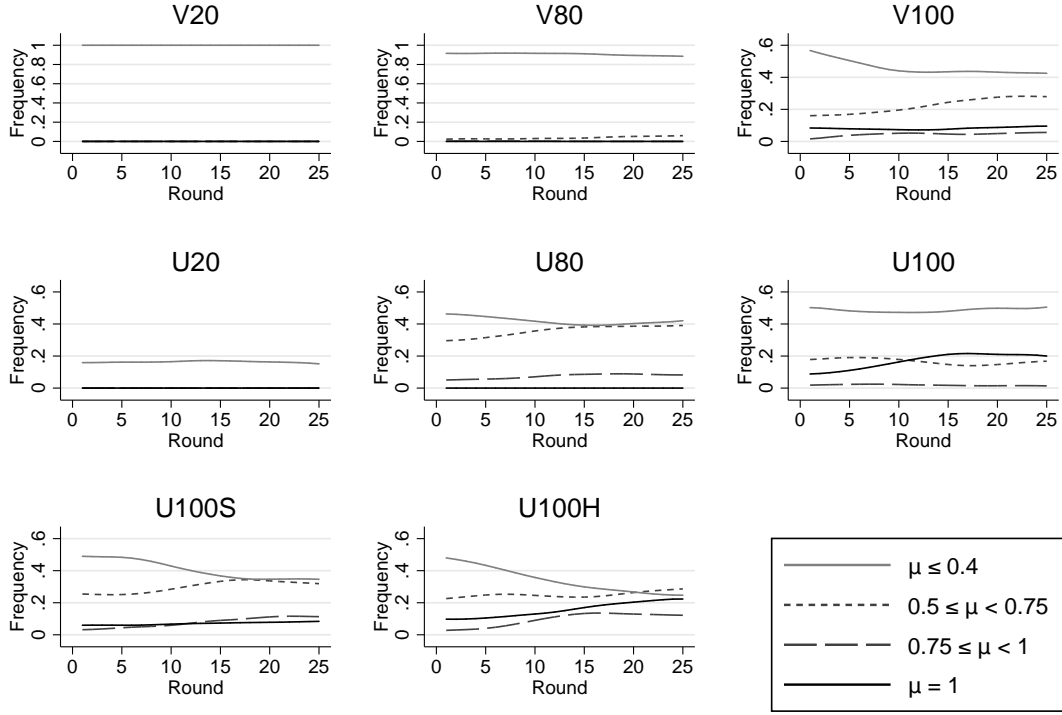 V20
Frequency
0 .2 .4 .6 .8 1
0 5 10 15 20 25
Round
V80
Frequency
0 .2 .4 .6 .8 1
0 5 10 15 20 25
Round
V100
Frequency
0 .2 .4 .6
0 5 10 15 20 25
Round
U20
Frequency
0 .2 .4 .6
0 5 10 15 20 25
Round
U80
Frequency
0 .2 .4 .6
0 5 10 15 20 25
Round
U100
Frequency
0 .2 .4 .6
0 5 10 15 20 25
Round
U100S
Frequency
0 .2 .4 .6
0 5 10 15 20 25
Round
U100H
Frequency
0 .2 .4 .6
0 5 10 15 20 25
Round
μ ≤ 0.4
0.5 ≤ μ < 0.75
0.75 ≤ μ < 1
μ = 1